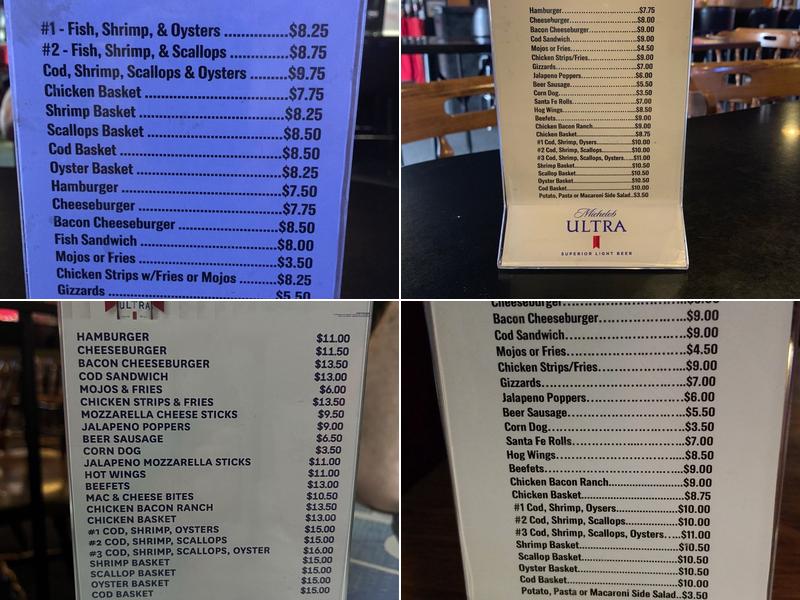 #1 - Fish, Shrimp, & Oysters ...............$8.25
#2 - Fish, Shrimp, & Scallops ..............$8.75
Cod, Shrimp, Scallops & Oysters .........$9.75
Chicken Basket ...................................$7.75
Shrimp Basket ....................................$8.25
Scallops Basket ..................................$8.50
Cod Basket ........................................$8.50
Oyster Basket .....................................$8.25
Hamburger .........................................$7.50
Cheeseburger .....................................$7.75
Bacon Cheeseburger ...........................$8.50
Fish Sandwich ....................................$8.00
Mojos or Fries ....................................$3.50
Chicken Strips w/Fries or Mojos ..........$8.25
Gizzards ............................................$5.50
Hamburger..............................$7.75
Cheeseburger..........................$8.00
Bacon Cheeseburger.................$9.00
Cod Sandwich.........................$9.00
Mojos or Fries.........................$4.50
Chicken Strips/Fries.................$9.00
Gizzards................................$7.00
Jalapeno Poppers....................$6.00
Beer Sausage.........................$5.50
Corn Dog...............................$3.50
Santa Fe Rolls........................$7.00
Hog Wings.............................$8.50
Beefets.................................$9.00
Chicken Bacon Ranch...............$9.00
Chicken Basket.......................$8.75
#1 Cod, Shrimp, Oysers............$10.00
#2 Cod, Shrimp, Scallops..........$10.00
#3 Cod, Shrimp, Scallops, Oysters.....$11.00
Shrimp Basket........................$10.50
Scallop Basket.......................$10.50
Oyster Basket........................$10.50
Cod Basket............................$10.00
Potato, Pasta or Macaroni Side Salad..$3.50
Michelob
ULTRA
SUPERIOR LIGHT BEER
ULTRA
HAMBURGER $11.00
CHEESEBURGER $11.50
BACON CHEESEBURGER $13.50
COD SANDWICH $13.00
MOJOS & FRIES $6.00
CHICKEN STRIPS & FRIES $13.50
MOZZARELLA CHEESE STICKS $9.50
JALAPENO POPPERS $9.00
BEER SAUSAGE $6.50
CORN DOG $3.50
JALAPENO MOZZARELLA STICKS $11.00
HOT WINGS $11.00
BEEFETS $13.00
MAC & CHEESE BITES $10.50
CHICKEN BACON RANCH $13.50
CHICKEN BASKET $13.00
#1 COD, SHRIMP, OYSTERS $15.00
#2 COD, SHRIMP, SCALLOPS $15.00
#3 COD, SHRIMP, SCALLOPS, OYSTER $16.00
SHRIMP BASKET $15.00
SCALLOP BASKET $15.00
OYSTER BASKET $15.00
COD BASKET $15.00
Cheeseburger
Bacon Cheeseburger....................$9.00
Cod Sandwich............................$9.00
Mojos or Fries............................$4.50
Chicken Strips/Fries....................$9.00
Gizzards...................................$7.00
Jalapeno Poppers.......................$6.00
Beer Sausage............................$5.50
Corn Dog..................................$3.50
Santa Fe Rolls...........................$7.00
Hog Wings................................$8.50
Beefets....................................$9.00
Chicken Bacon Ranch..................$9.00
Chicken Basket..........................$8.75
#1 Cod, Shrimp, Oysers...............$10.00
#2 Cod, Shrimp, Scallops.............$10.00
#3 Cod, Shrimp, Scallops, Oysters.....$11.00
Shrimp Basket...........................$10.50
Scallop Basket..........................$10.50
Oyster Basket...........................$10.50
Cod Basket...............................$10.00
Potato, Pasta or Macaroni Side Salad..$3.50